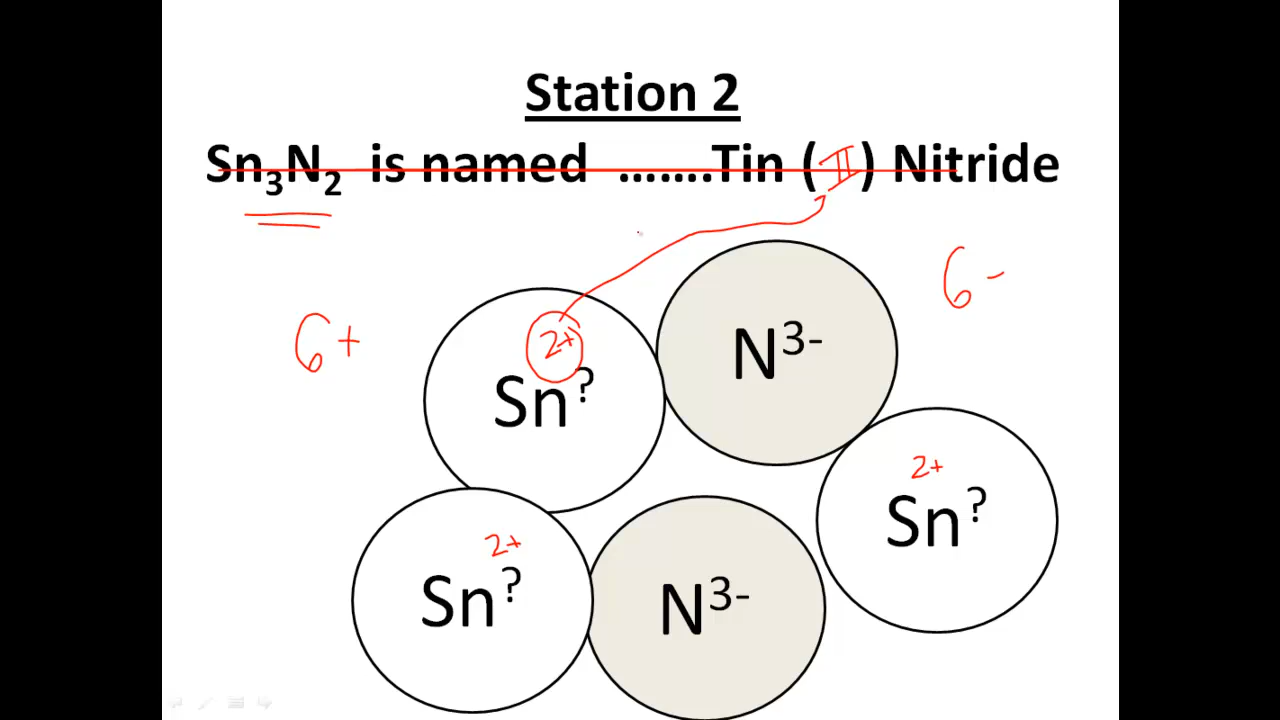 Station 2
Sn₃N₂ is named …….Tin (II) Nitride
6-
6+
2+
N³⁻
Sn?
2+
Sn?
2+
Sn?
N³⁻